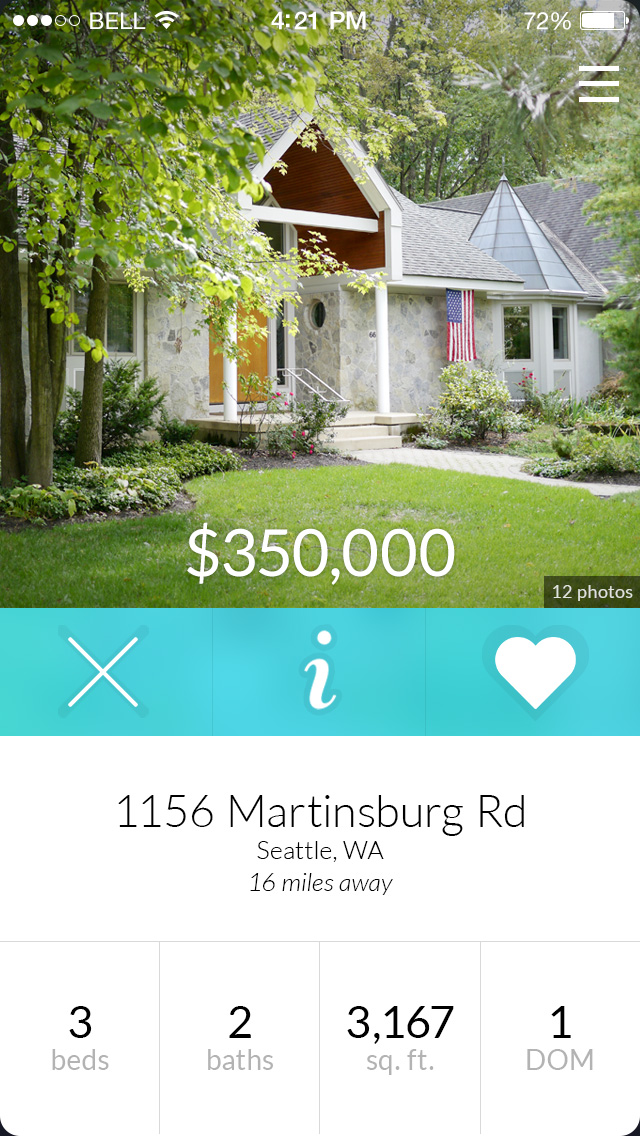 BELL 4:21 PM 72%
$350,000
12 photos
i
1156 Martinsburg Rd
Seattle, WA
16 miles away
3 2 3,167 1
beds baths sq. ft. DOM